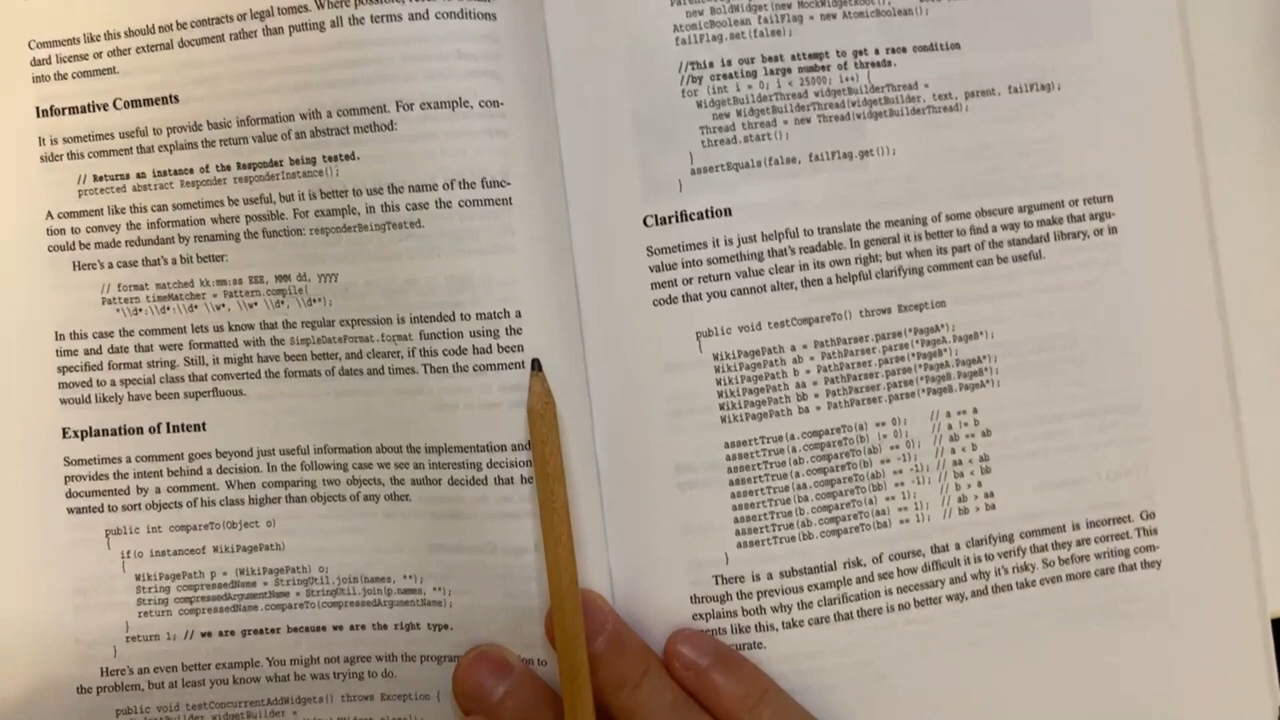 Comments like this should not be contracts or legal tomes. Where
dard license or other external document rather than putting all the terms and conditions
into the comment.
Informative Comments
It is sometimes useful to provide basic information with a comment. For example, con-
sider this comment that explains the return value of an abstract method:
// Returns an instance of the Responder being tested.
protected abstract Responder responderInstance();
A comment like this can sometimes be useful, but it is better to use the name of the func-
tion to convey the information where possible. For example, in this case the comment
could be made redundant by renaming the function: responderBeingTested.
Here's a case that's a bit better:
// format matched kk:mm:ss EEE, MMM dd, yyyy
Pattern timeMatcher = Pattern.compile(
"\\d*:\\d*:\\d* \\w*, \\w* \\d*, \\d*");
In this case the comment lets us know that the regular expression is intended to match a
time and date that were formatted with the SimpleDateFormat.format function using the
specified format string. Still, it might have been better, and clearer, if this code had been
moved to a special class that converted the formats of dates and times. Then the comment
would likely have been superfluous.
Explanation of Intent
Sometimes a comment goes beyond just useful information about the implementation and
provides the intent behind a decision. In the following case we see an interesting decision
documented by a comment. When comparing two objects, the author decided that he
wanted to sort objects of his class higher than objects of any other.
public int compareTo(Object o)
{
if(o instanceof WikiPagePath)
{
WikiPagePath p = (WikiPagePath) o;
String compressedName = StringUtil.join(names, "");
String compressedArgumentName = StringUtil.join(p.names, "");
return compressedName.compareTo(compressedArgumentName);
}
return 1; // we are greater because we are the right type.
}
Here's an even better example. You might not agree with the to
the problem, but at least you know what he was trying to do.
public void testConcurrentAddWidgets() throws Exception {
widgetBuilder =
new BoldWidget(new
AtomicBoolean failFlag = new AtomicBoolean();
failFlag.set(false);
//This is our best attempt to get a race condition
//by creating large number of threads.
for (int i = 0; i < 25000; i++) {
WidgetBuilderThread widgetBuilderThread =
new WidgetBuilderThread(widgetBuilder, text, parent, failFlag);
Thread thread = new Thread(widgetBuilderThread);
thread.start();
}
assertEquals(false, failFlag.get());
}
Clarification
Sometimes it is just helpful to translate the meaning of some obscure argument or return
value into something that's readable. In general it is better to find a way to make that argu-
ment or return value clear in its own right; but when its part of the standard library, or in
code that you cannot alter, then a helpful clarifying comment can be useful.
public void testCompareTo() throws Exception
{
WikiPagePath a = PathParser.parse("PageA");
WikiPagePath ab = PathParser.parse("PageA.PageB");
WikiPagePath b = PathParser.parse("PageB");
WikiPagePath aa = PathParser.parse("PageA.PageA");
WikiPagePath bb = PathParser.parse("PageB.PageB");
WikiPagePath ba = PathParser.parse("PageB.PageA");
assertTrue(a.compareTo(a) == 0); // a == a
assertTrue(a.compareTo(b) != 0); // a != b
assertTrue(ab.compareTo(ab) == 0); // ab == ab
assertTrue(a.compareTo(b) == -1); // a < b
assertTrue(aa.compareTo(ab) == -1); // aa < ab
assertTrue(ba.compareTo(bb) == -1); // ba < bb
assertTrue(b.compareTo(a) == 1); // b > a
assertTrue(ab.compareTo(aa) == 1); // ab > aa
assertTrue(bb.compareTo(ba) == 1); // bb > ba
}
There is a substantial risk, of course, that a clarifying comment is incorrect. Go
through the previous example and see how difficult it is to verify that they are correct. This
explains both why the clarification is necessary and why it's risky. So before writing com-
ments like this, take care that there is no better way, and then take even more care that they